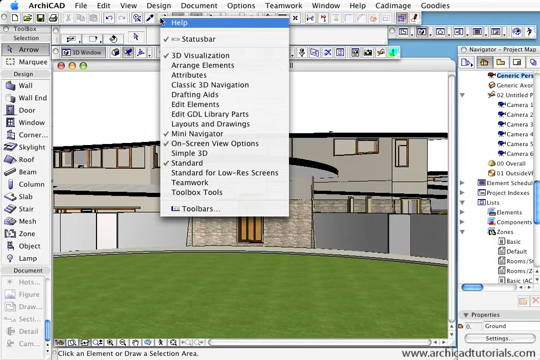 ArchiCAD File Edit View Design Document Options Teamwork Window Help Cadimage Goodies
ToolBox
Selection
Arrow
Marquee
Design
Wall
Wall End
Door
Window
Corner...
Skylight
Roof
Beam
Column
Slab
Stair
Mesh
Zone
Object
Lamp
Document
Hots...
Figure
Draw...
Secti...
Detail
Cam...
3D Window
Help
Statusbar
3D Visualization
Arrange Elements
Attributes
Classic 3D Navigation
Drafting Aids
Edit Elements
Edit GDL Library Parts
Layouts and Drawings
Mini Navigator
On-Screen View Options
Simple 3D
Standard
Standard for Low-Res Screens
Teamwork
Toolbox Tools
Toolbars...
Navigator - Project Map
Generic Pers
Generic Axon
02 Untitled P
Camera 1
Camera 2
Camera 3
Camera 4
Camera 5
Camera 6
00 Overall
01 OutsideVI
Element Schedul
Project Indexes
Lists
Elements
Components
Zones
Basic
Default
Rooms/S
Rooms/Z
Basic (AC
Properties
0. Ground
Settings...
Click an Element or Draw a Selection Area.
www.archicadtutorials.com